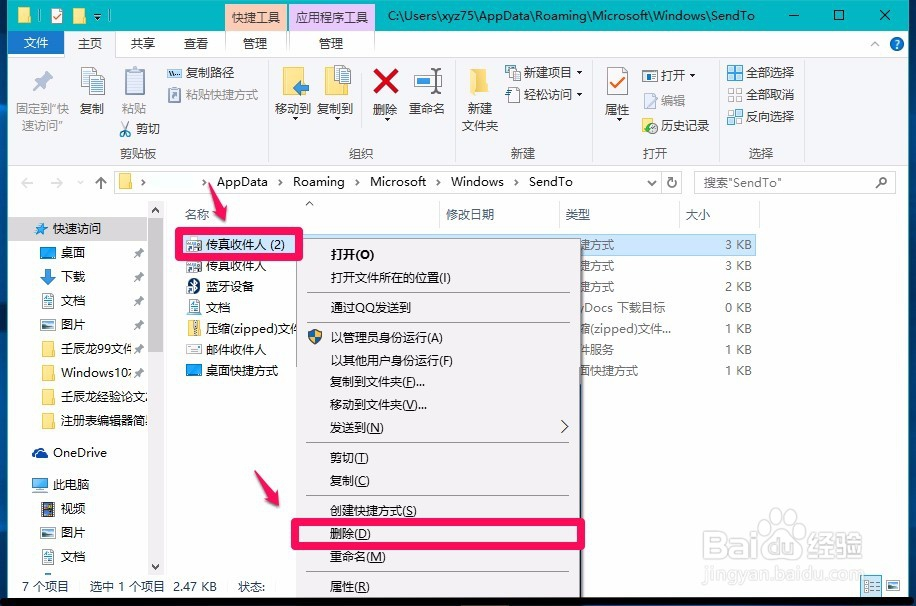 快捷工具 应用程序工具 C:\Users\xyz75\AppData\Roaming\Microsoft\Windows\SendTo
文件 主页 共享 查看 管理 管理
固定到“快速访问”
复制
粘贴
复制路径
粘贴快捷方式
剪切
移动到
复制到
删除
重命名
新建
文件夹
新建项目
轻松访问
属性
打开
编辑
历史记录
全部选择
全部取消
反向选择
剪贴板 组织 新建 打开 选择
AppData › Roaming › Microsoft › Windows › SendTo
搜索"SendTo"
名称 修改日期 类型 大小
快速访问
桌面
下载
文档
图片
壬辰龙99文件
Windows10
壬辰龙经验论文
注册表编辑器简
OneDrive
此电脑
视频
图片
文档
传真收件人 (2) 捷方式 3 KB
传真收件人 捷方式 3 KB
蓝牙设备 捷方式 2 KB
文档 yDocs 下载目标 0 KB
压缩(zipped)文件 缩(zipped)文件... 1 KB
邮件收件人 件服务 1 KB
桌面快捷方式 面快捷方式 1 KB
打开(O)
打开文件所在的位置(I)
通过QQ发送到
以管理员身份运行(A)
以其他用户身份运行(F)
复制到文件夹(F)...
移动到文件夹(V)...
发送到(N)
剪切(T)
复制(C)
创建快捷方式(S)
删除(D)
重命名(M)
属性(R)
7 个项目 选中 1 个项目 2.47 KB 状态:
Baidu 经验
jingyan.baidu.com